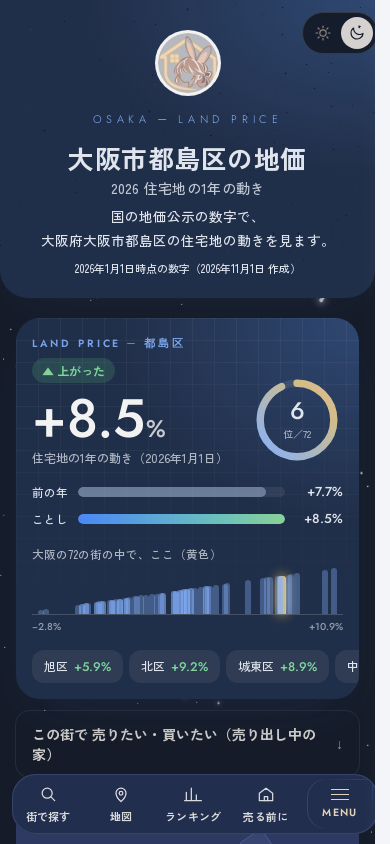 OSAKA — LAND PRICE
大阪市都島区の地価
2026 住宅地の1年の動き
国の地価公示の数字で、
大阪府大阪市都島区の住宅地の動きを見ます。
2026年1月1日時点の数字（2026年11月1日 作成）
LAND PRICE — 都島区
▲ 上がった
+8.5%
6
位／72
住宅地の1年の動き（2026年1月1日）
前の年 +7.7%
ことし +8.5%
大阪の72の街の中で、ここ（黄色）
−2.8% +10.9%
旭区 +5.9% 北区 +9.2% 城東区 +8.9% 中
この街で 売りたい・買いたい（売り出し中の
家） ↓
街で探す 地図 ランキング 売る前に MENU